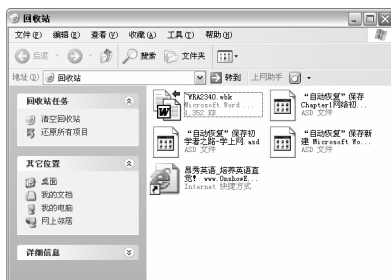 回收站
文件(F) 编辑(E) 查看(V) 收藏(A) 工具(T) 帮助(H)
后退 搜索 文件夹
地址(D) 回收站 转到 上网助手
回收站任务
清空回收站
还原所有项目
其它位置
桌面
我的文档
我的电脑
网上邻居
详细信息
~WRA2340.wbk
Microsoft Word ...
1,352 KB
“自动恢复”保存
Chapter1网络初...
ASD 文件
“自动恢复”保存初
学者之路-学上网.asd
ASD 文件
“自动恢复”保存新
建 Microsoft Wo...
ASD 文件
昂秀英语_培养英语直
觉! www.OnshowE...
Internet 快捷方式